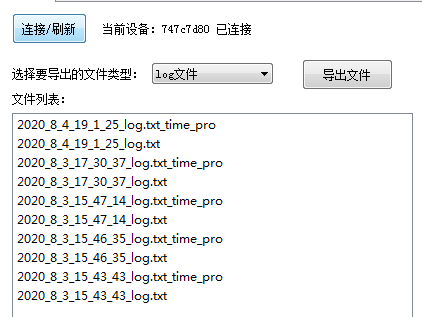 连接/刷新 当前设备：747c7d80 已连接
选择要导出的文件类型： log文件 导出文件
文件列表：
2020_8_4_19_1_25_log.txt_time_pro
2020_8_4_19_1_25_log.txt
2020_8_3_17_30_37_log.txt_time_pro
2020_8_3_17_30_37_log.txt
2020_8_3_15_47_14_log.txt_time_pro
2020_8_3_15_47_14_log.txt
2020_8_3_15_46_35_log.txt_time_pro
2020_8_3_15_46_35_log.txt
2020_8_3_15_43_43_log.txt_time_pro
2020_8_3_15_43_43_log.txt